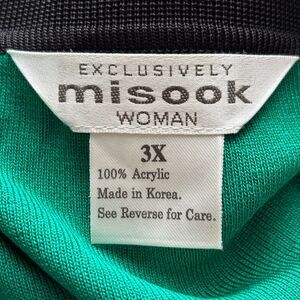 EXCLUSIVELY
misook
WOMAN
3X
100% Acrylic
Made in Korea.
See Reverse for Care.